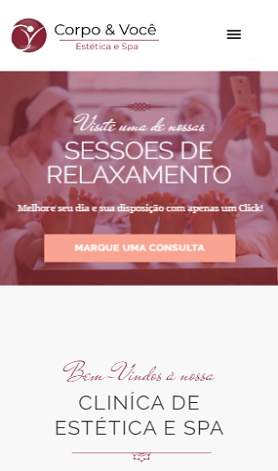 Corpo & Você
Estética e Spa
Visite uma de nossas
SESSÕES DE
RELAXAMENTO
Melhore seu dia e sua disposição com apenas um Click!
MARQUE UMA CONSULTA
Bem-Vindos à nossa
CLINÍCA DE
ESTÉTICA E SPA